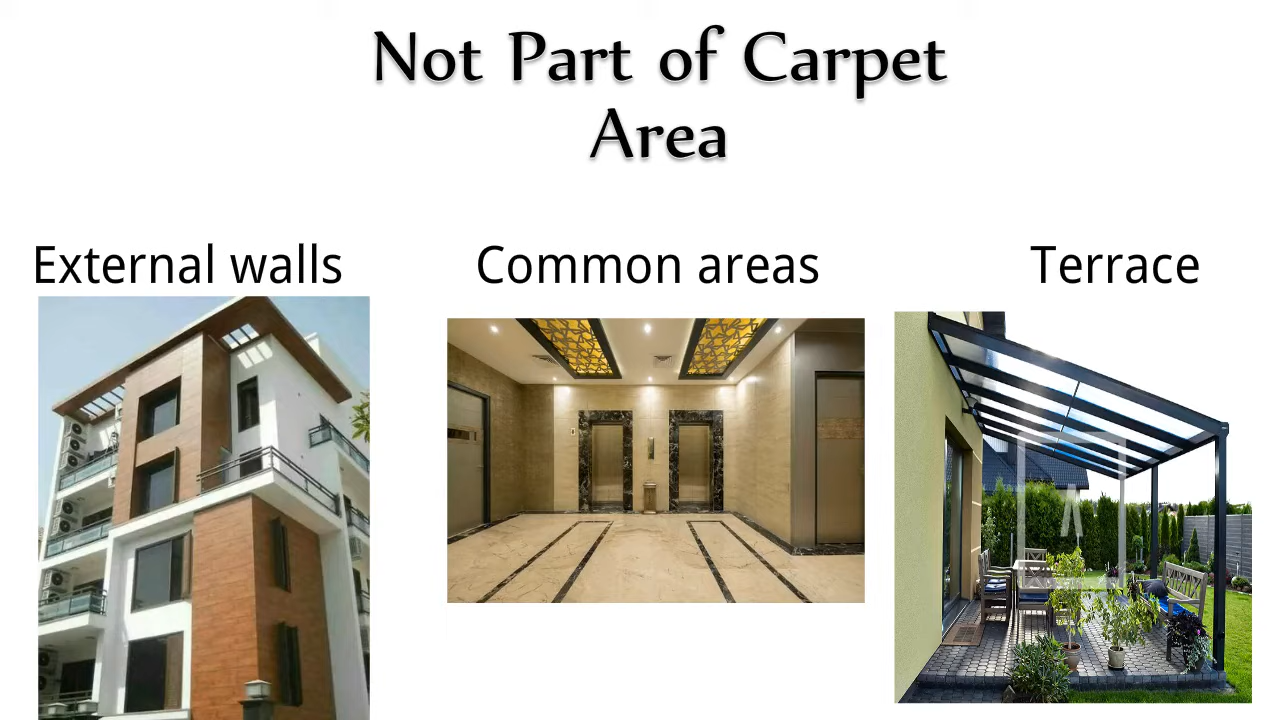 Not Part of Carpet
Area
External walls
Common areas
Terrace